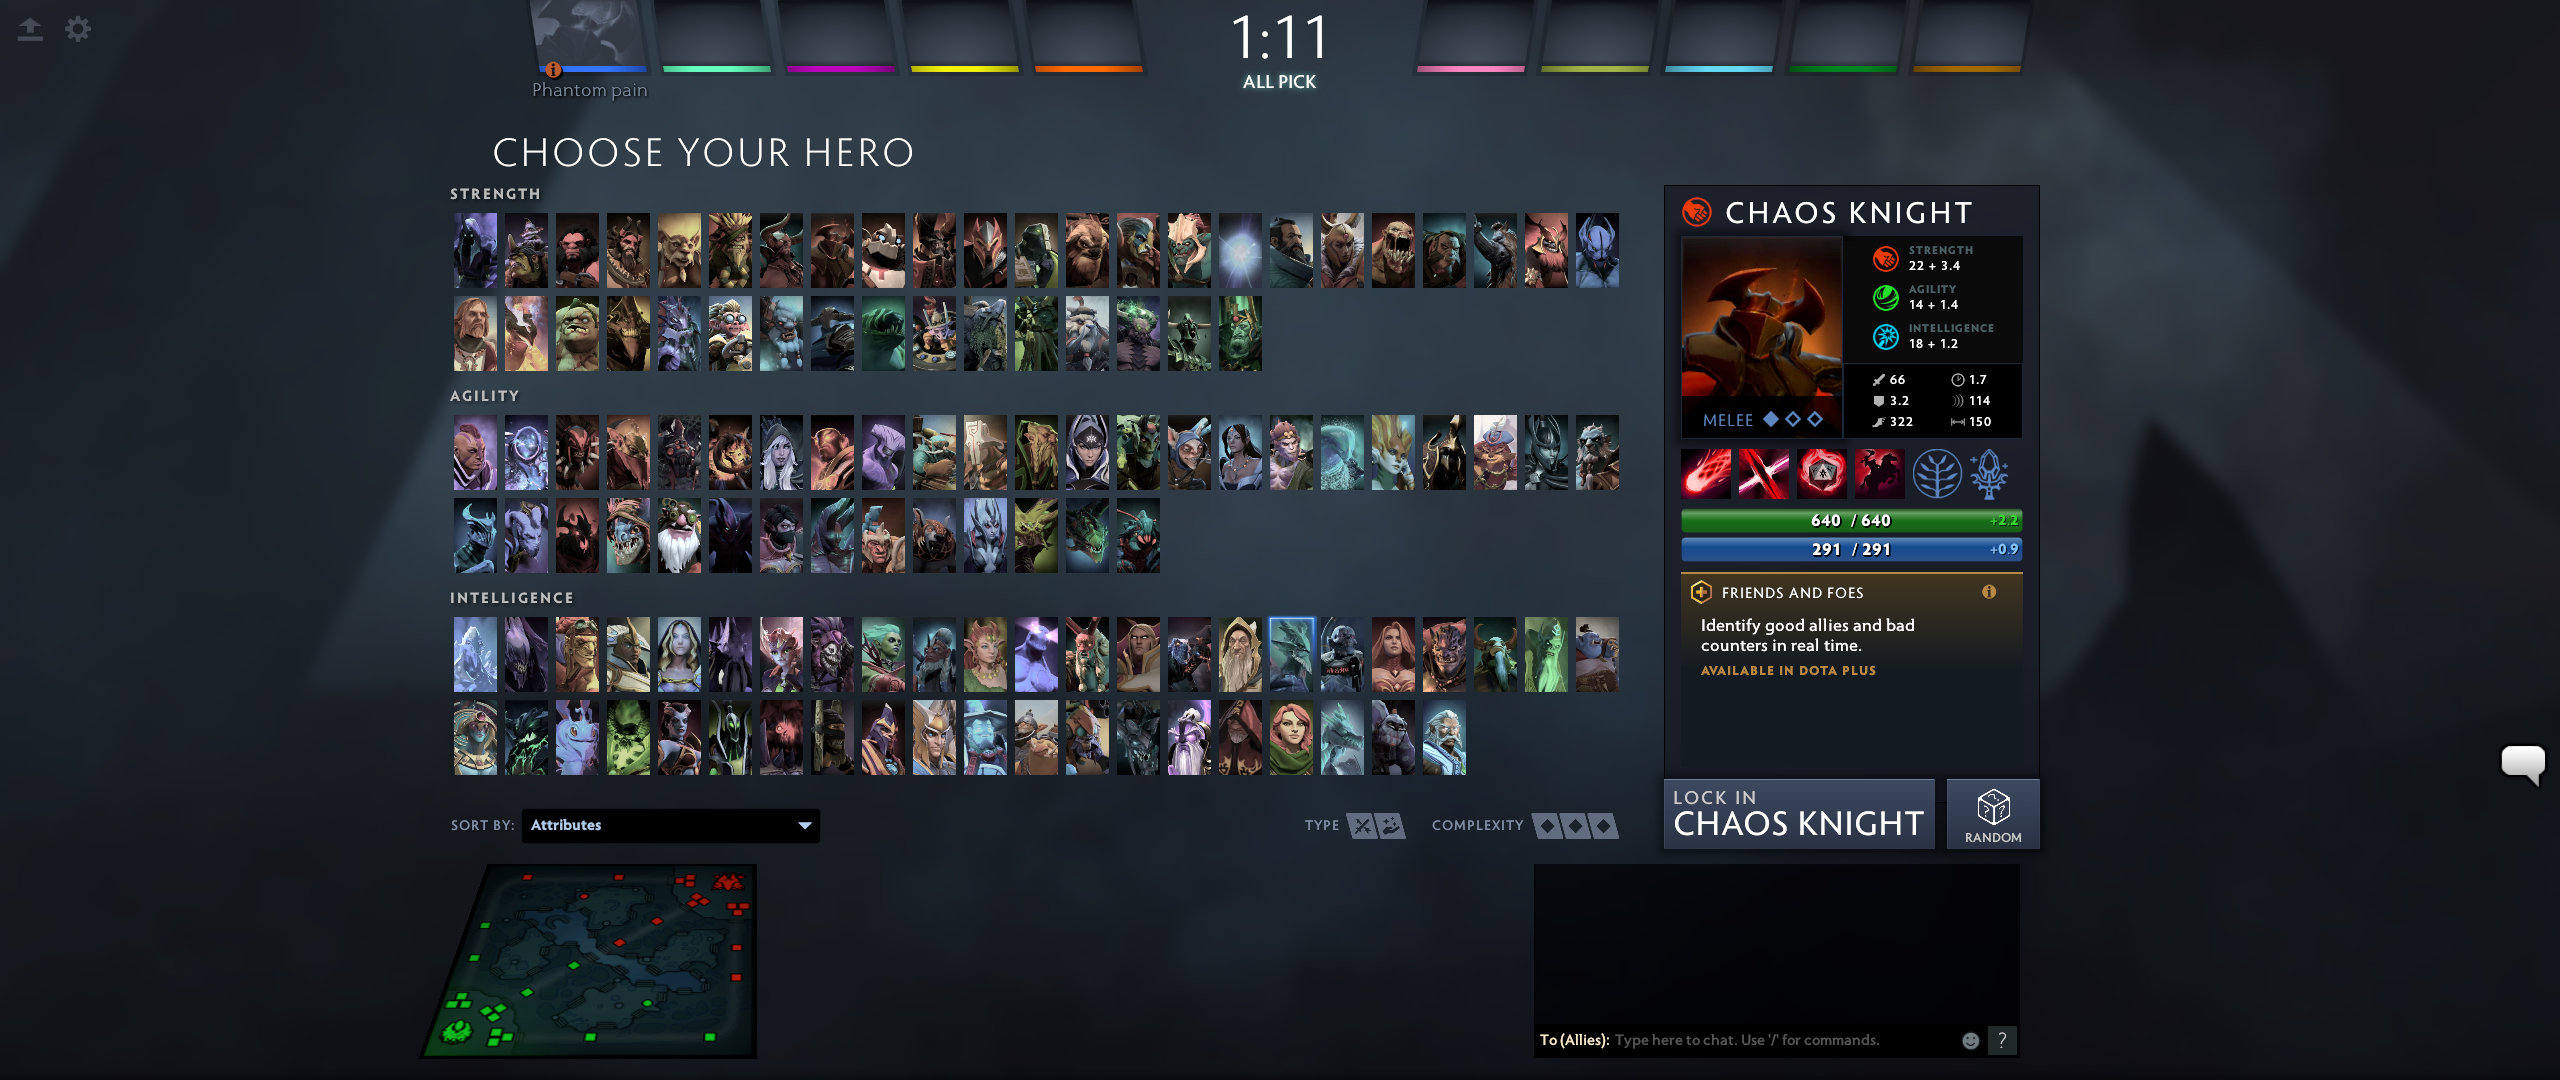 1:11
ALL PICK
Phantom pain
CHOOSE YOUR HERO
STRENGTH
AGILITY
INTELLIGENCE
SORT BY: Attributes
TYPE
COMPLEXITY
CHAOS KNIGHT
STRENGTH
22 + 3.4
AGILITY
14 + 1.4
INTELLIGENCE
18 + 1.2
66 1.7
3.2 114
322 150
MELEE
640 / 640 +2.2
291 / 291 +0.9
FRIENDS AND FOES
Identify good allies and bad
counters in real time.
AVAILABLE IN DOTA PLUS
LOCK IN
CHAOS KNIGHT
RANDOM
To (Allies): Type here to chat. Use '/' for commands.
?